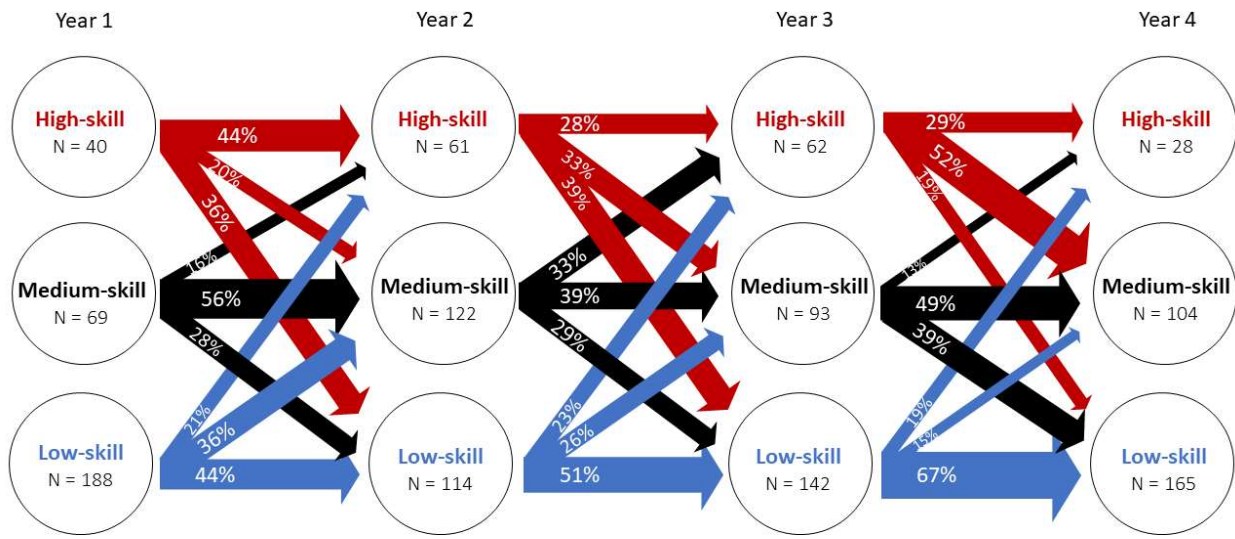 Year 1
Year 2
Year 3
Year 4
High-skill
N = 40
44%
20%
36%
High-skill
N = 61
28%
33%
39%
High-skill
N = 62
29%
52%
19%
High-skill
N = 28
Medium-skill
N = 69
16%
56%
28%
Medium-skill
N = 122
33%
39%
29%
Medium-skill
N = 93
13%
49%
39%
Medium-skill
N = 104
Low-skill
N = 188
21%
36%
44%
Low-skill
N = 114
23%
26%
51%
Low-skill
N = 142
19%
15%
67%
Low-skill
N = 165